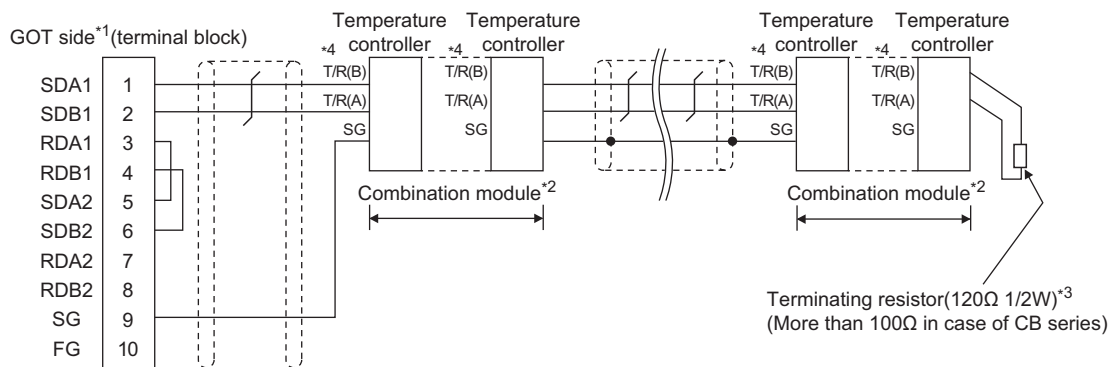 GOT side*1(terminal block)
SDA1 1
SDB1 2
RDA1 3
RDB1 4
SDA2 5
SDB2 6
RDA2 7
RDB2 8
SG 9
FG 10
Temperature
controller
*4
T/R(B)
T/R(A)
SG
Temperature
controller
*4
T/R(B)
T/R(A)
SG
Combination module*2
Temperature
controller
*4
T/R(B)
T/R(A)
SG
Temperature
controller
*4
T/R(B)
T/R(A)
SG
Combination module*2
Terminating resistor(120Ω 1/2W)*3
(More than 100Ω in case of CB series)